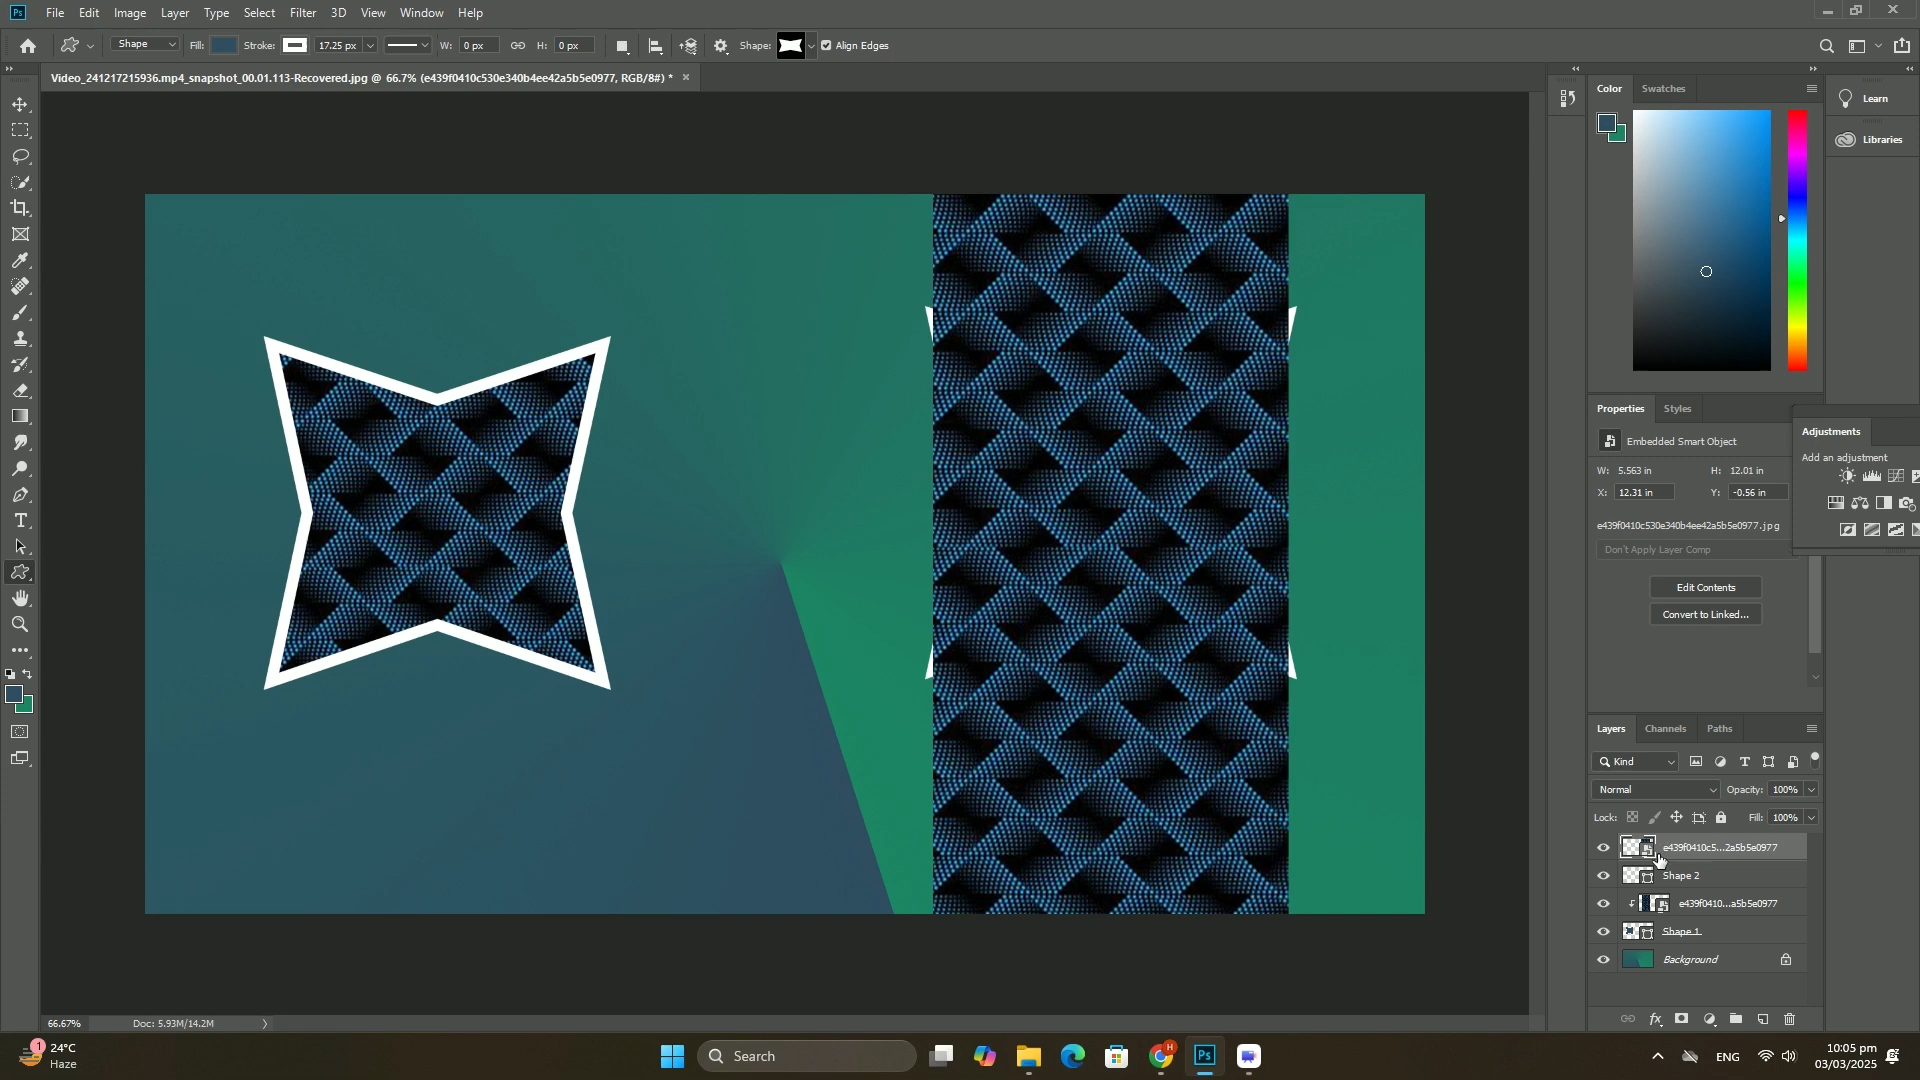 Ps File Edit Image Layer Type Select Filter 3D View Window Help
Shape Fill: Stroke: 17.25 px W: 0 px H: 0 px Shape: Align Edges
Video_241217215936.mp4_snapshot_00.01.113-Recovered.jpg @ 66.7% (e439f0410c530e340b4ee42a5b5e0977, RGB/8#) *
Color Swatches
Learn
Libraries
Properties Styles
Embedded Smart Object
W: 5.563 in H: 12.01 in
X: 12.31 in Y: -0.56 in
e439f0410c530e340b4ee42a5b5e0977.jpg
Don't Apply Layer Comp
Edit Contents
Convert to Linked...
Adjustments
Add an adjustment
Layers Channels Paths
Kind
Normal Opacity: 100%
Lock: Fill: 100%
e439f0410c5...2a5b5e0977
Shape 2
e439f0410...a5b5e0977
Shape 1
Background
66.67% Doc: 5.93M/14.2M
1
24°C
Haze
Search
H
Ps
ENG
10:05 pm
03/03/2025